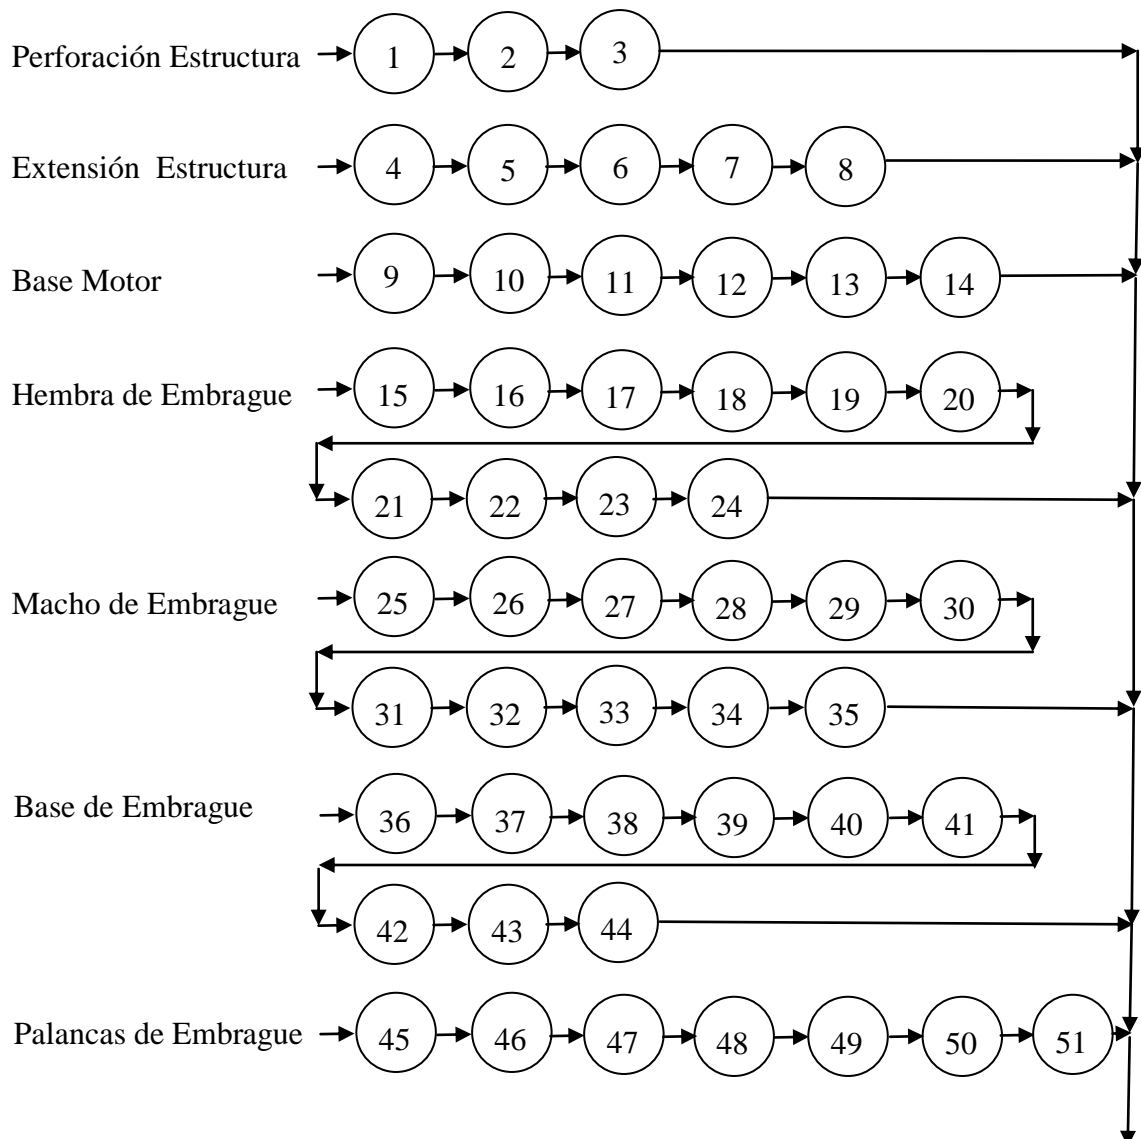 Perforación Estructura 1 2 3
Extensión Estructura 4 5 6 7 8
Base Motor 9 10 11 12 13 14
Hembra de Embrague 15 16 17 18 19 20
21 22 23 24
Macho de Embrague 25 26 27 28 29 30
31 32 33 34 35
Base de Embrague 36 37 38 39 40 41
42 43 44
Palancas de Embrague 45 46 47 48 49 50 51